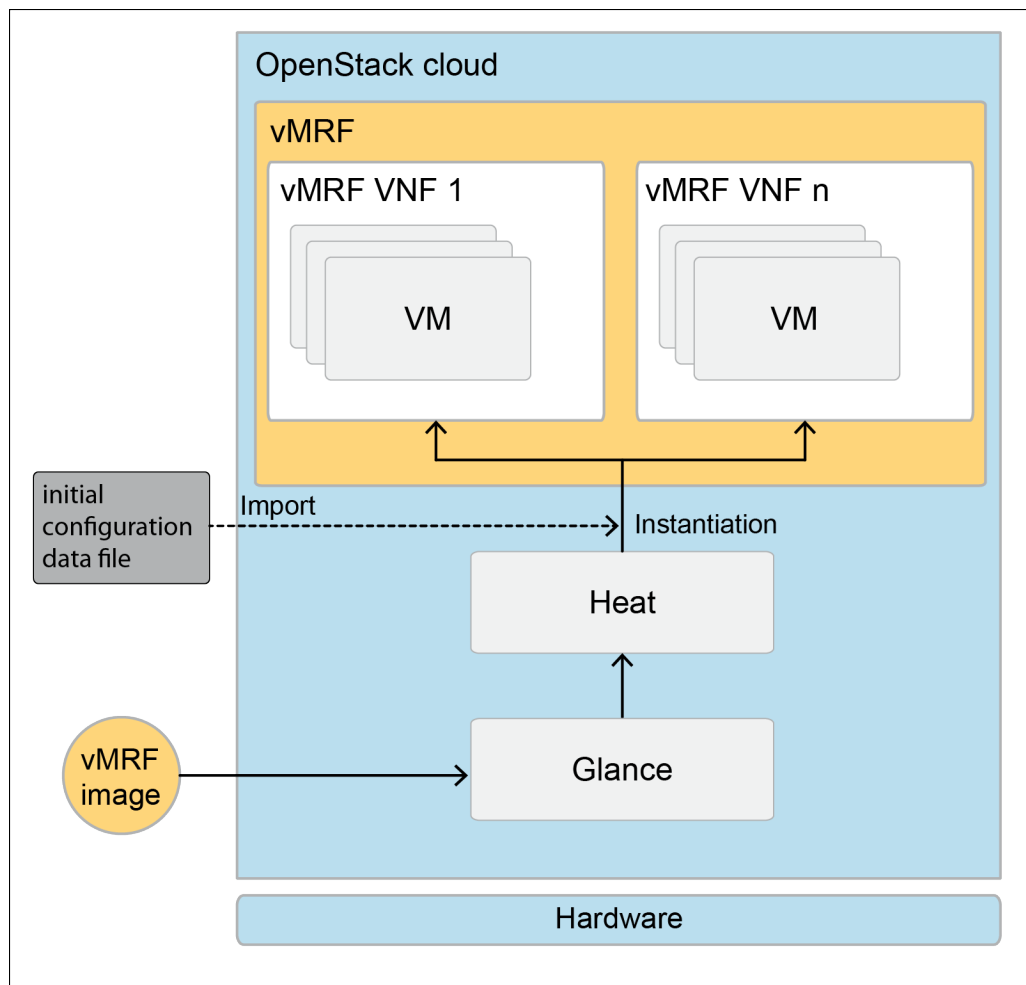 OpenStack cloud
vMRF
vMRF VNF 1
vMRF VNF n
VM
VM
initial
configuration
data file
Import
Instantiation
Heat
vMRF
image
Glance
Hardware